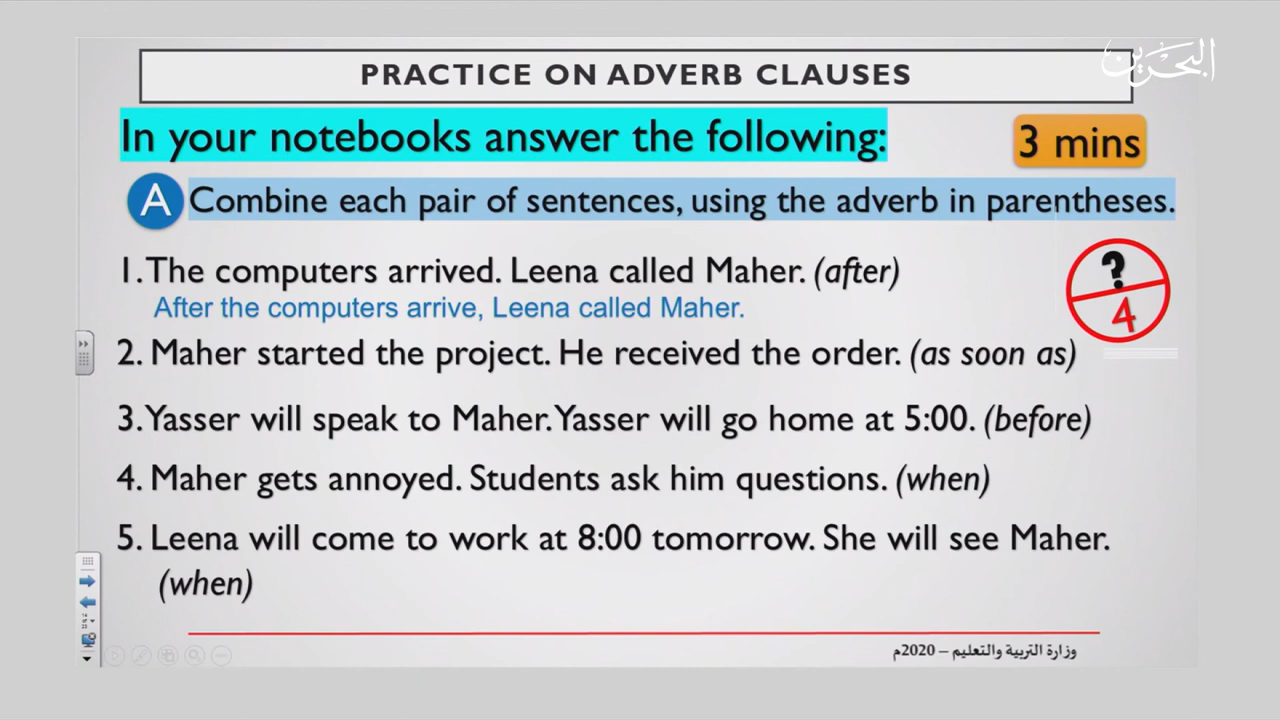 البحرين
PRACTICE ON ADVERB CLAUSES
In your notebooks answer the following:
3 mins
A Combine each pair of sentences, using the adverb in parentheses.
1. The computers arrived. Leena called Maher. (after)
After the computers arrive, Leena called Maher.
?
4
2. Maher started the project. He received the order. (as soon as)
3. Yasser will speak to Maher. Yasser will go home at 5:00. (before)
4. Maher gets annoyed. Students ask him questions. (when)
5. Leena will come to work at 8:00 tomorrow. She will see Maher.
(when)
وزارة التربية والتعليم – 2020م